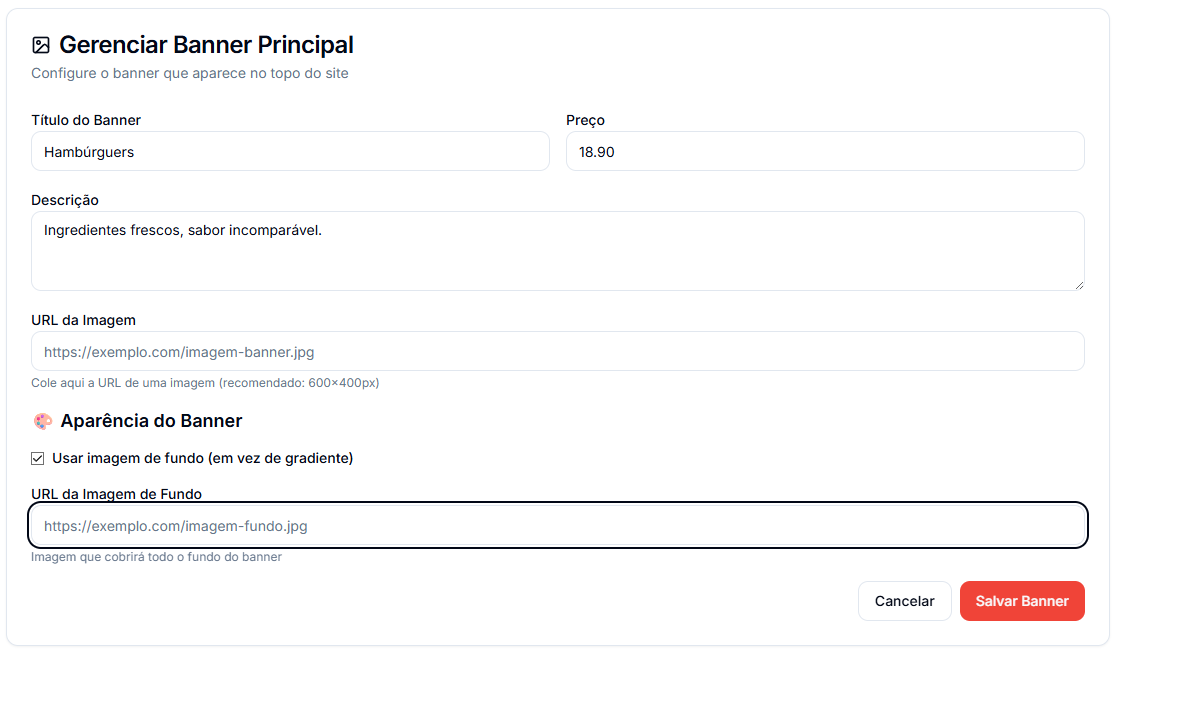 Gerenciar Banner Principal
Configure o banner que aparece no topo do site
Título do Banner
Hambúrguers
Preço
18.90
Descrição
Ingredientes frescos, sabor incomparável.
URL da Imagem
https://exemplo.com/imagem-banner.jpg
Cole aqui a URL de uma imagem (recomendado: 600x400px)
Aparência do Banner
Usar imagem de fundo (em vez de gradiente)
URL da Imagem de Fundo
https://exemplo.com/imagem-fundo.jpg
Imagem que cobrirá todo o fundo do banner
Cancelar
Salvar Banner